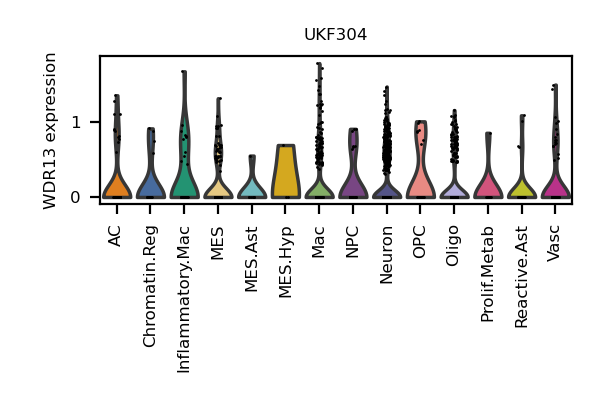 UKF304
WDR13 expression
1
0
AC
Chromatin.Reg
Inflammatory.Mac
MES
MES.Ast
MES.Hyp
Mac
NPC
Neuron
OPC
Oligo
Prolif.Metab
Reactive.Ast
Vasc